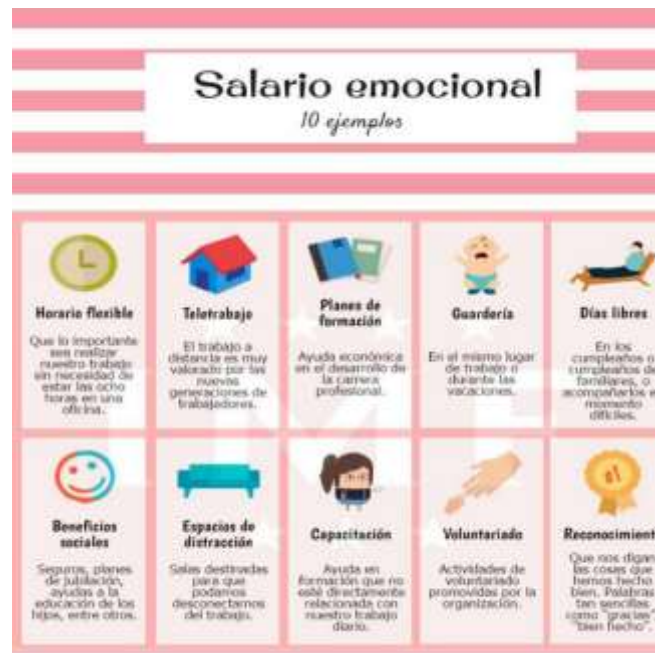 Salario emocional
10 ejemplos
Horario flexible
Que lo importante
sea realizar
nuestro trabajo
sin necesidad de
estar las ocho
horas en una
oficina.
Teletrabajo
El trabajo a
distancia es muy
valorado por las
nuevas
generaciones de
trabajadores.
Planes de
formación
Ayuda económica
en el desarrollo de
la carrera
profesional.
Guardería
En el mismo lugar
de trabajo o
durante las
vacaciones.
Días libres
En los
cumpleaños o
cumpleaños de
familiares, o
acompañarlos e
momento
difíciles.
Beneficios
sociales
Seguros, planes
de jubilación,
ayudas a la
educación de los
hijos, entre otros.
Espacios de
distracción
Salas destinadas
para que
podamos
desconectarnos
del trabajo.
Capacitación
Ayuda en
formación que no
esté directamente
relacionada con
nuestro trabajo
diario.
Voluntariado
Actividades de
voluntariado
promovidas por la
organización.
#1
Reconocimient
Que nos digan
las cosas que
hemos hecho
bien. Palabras
tan sencillas
como "gracias"
"bien hecho".
IMF